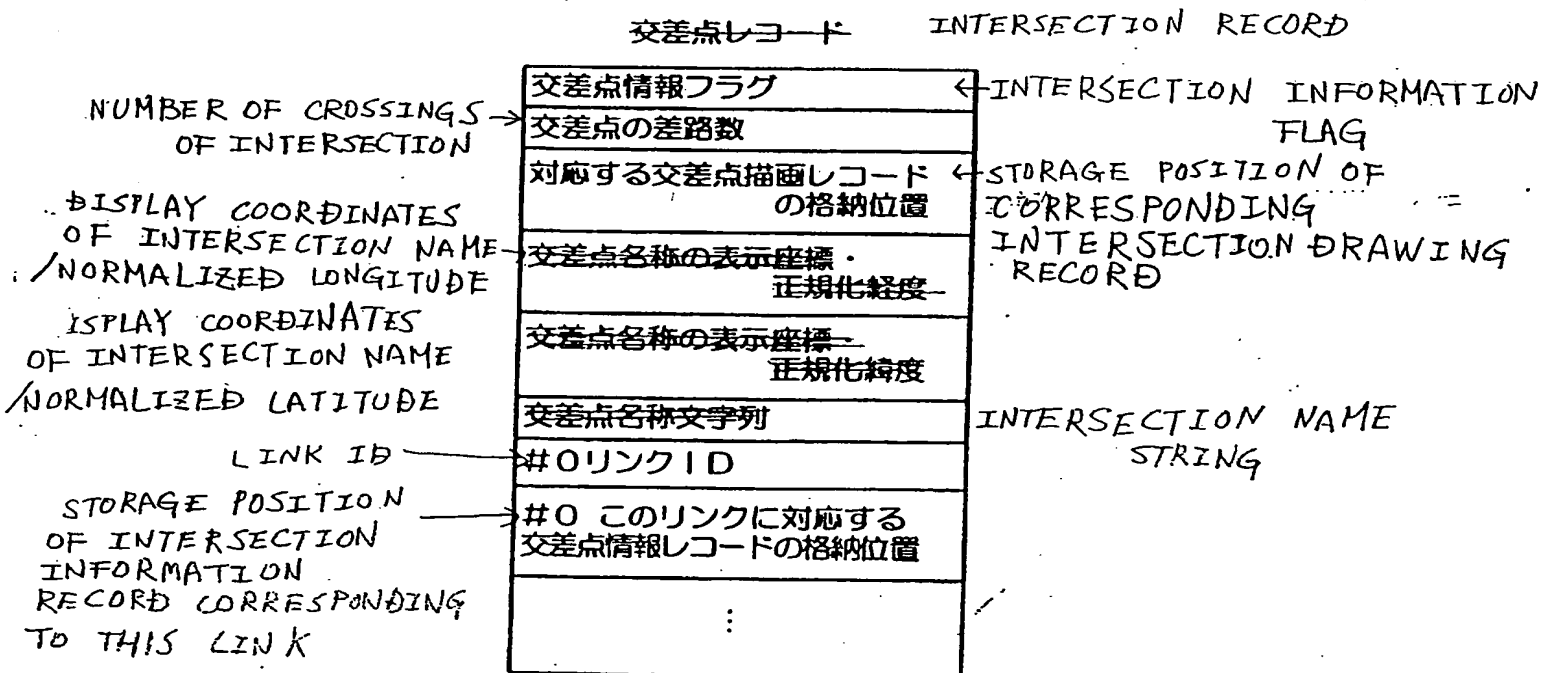 交差点レコード INTERSECTION RECORD
交差点情報フラグ
←INTERSECTION INFORMATION
FLAG
NUMBER OF CROSSINGS
OF INTERSECTION
交差点の差路数
対応する交差点描画レコード
の格納位置
←STORAGE POSITION OF
CORRESPONDING
INTERSECTION DRAWING
RECORD
DISPLAY COORDINATES
OF INTERSECTION NAME
/NORMALIZED LONGITUDE
交差点名称の表示座標・
正規化経度
ISPLAY COORDINATES
OF INTERSECTION NAME
/NORMALIZED LATITUDE
交差点名称の表示座標・
正規化緯度
交差点名称文字列
INTERSECTION NAME
STRING
LINK ID
#0リンクID
STORAGE POSITION
OF INTERSECTION
INFORMATION
RECORD CORRESPONDING
TO THIS LINK
#0 このリンクに対応する
交差点情報レコードの格納位置
⋮